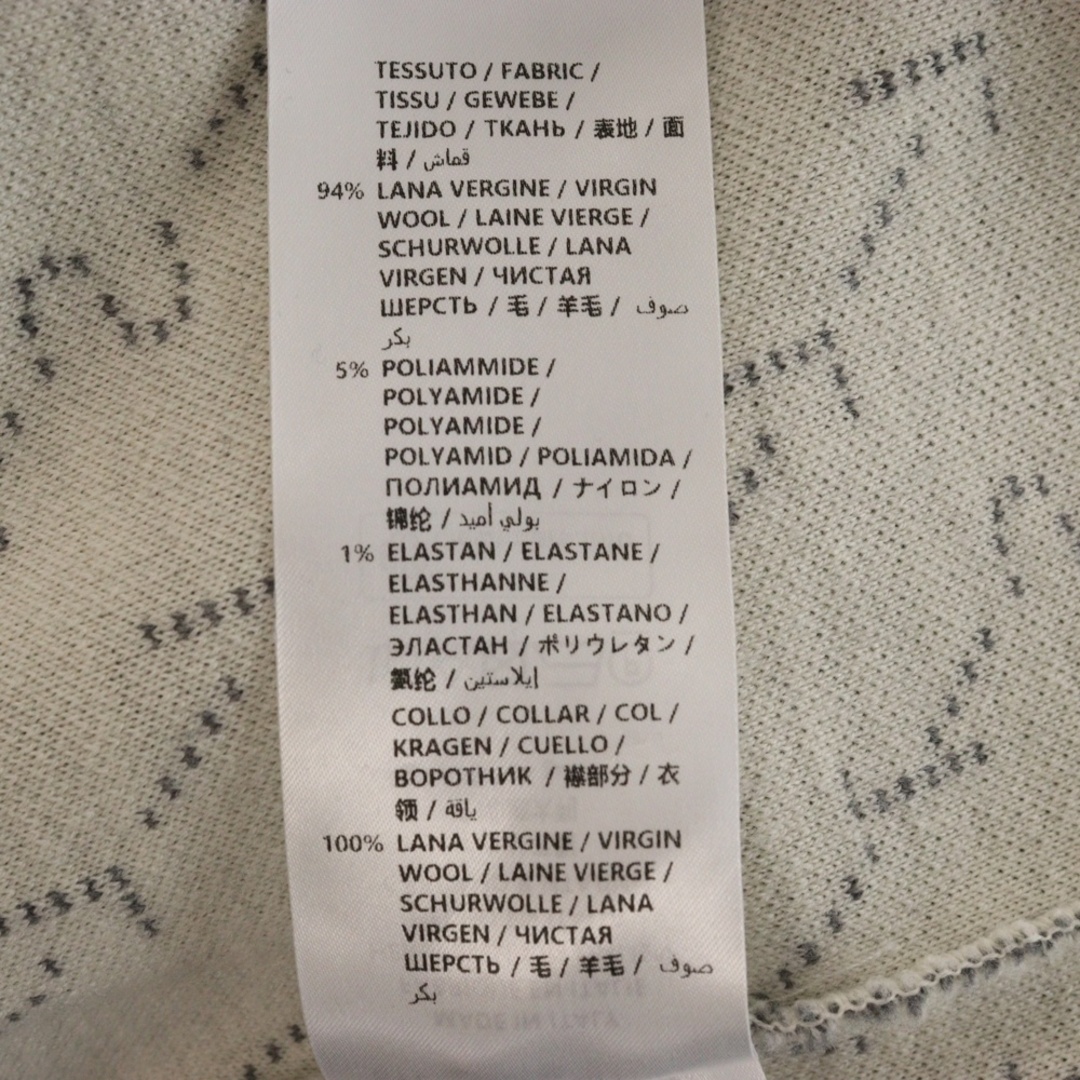 TESSUTO / FABRIC /
TISSU / GEWEBE /
TEJIDO / ТКАНЬ / 表地 / 面
料 / قماش
94% LANA VERGINE / VIRGIN
WOOL / LAINE VIERGE /
SCHURWOLLE / LANA
VIRGEN / ЧИСТАЯ
ШЕРСТЬ / 毛 / 羊毛 / صوف
بكر
5% POLIAMMIDE /
POLYAMIDE /
POLYAMIDE /
POLYAMID / POLIAMIDA /
ПОЛИАМИД / ナイロン /
锦纶 / بولي أميد
1% ELASTAN / ELASTANE /
ELASTHANNE /
ELASTHAN / ELASTANO /
ЭЛАСТАН / ポリウレタン /
氨纶 / إيلاستين
COLLO / COLLAR / COL /
KRAGEN / CUELLO /
ВОРОТНИК / 襟部分 / 衣
领 / ياقة
100% LANA VERGINE / VIRGIN
WOOL / LAINE VIERGE /
SCHURWOLLE / LANA
VIRGEN / ЧИСТАЯ
ШЕРСТЬ / 毛 / 羊毛 / صوف
بكر
MADE IN ITALY